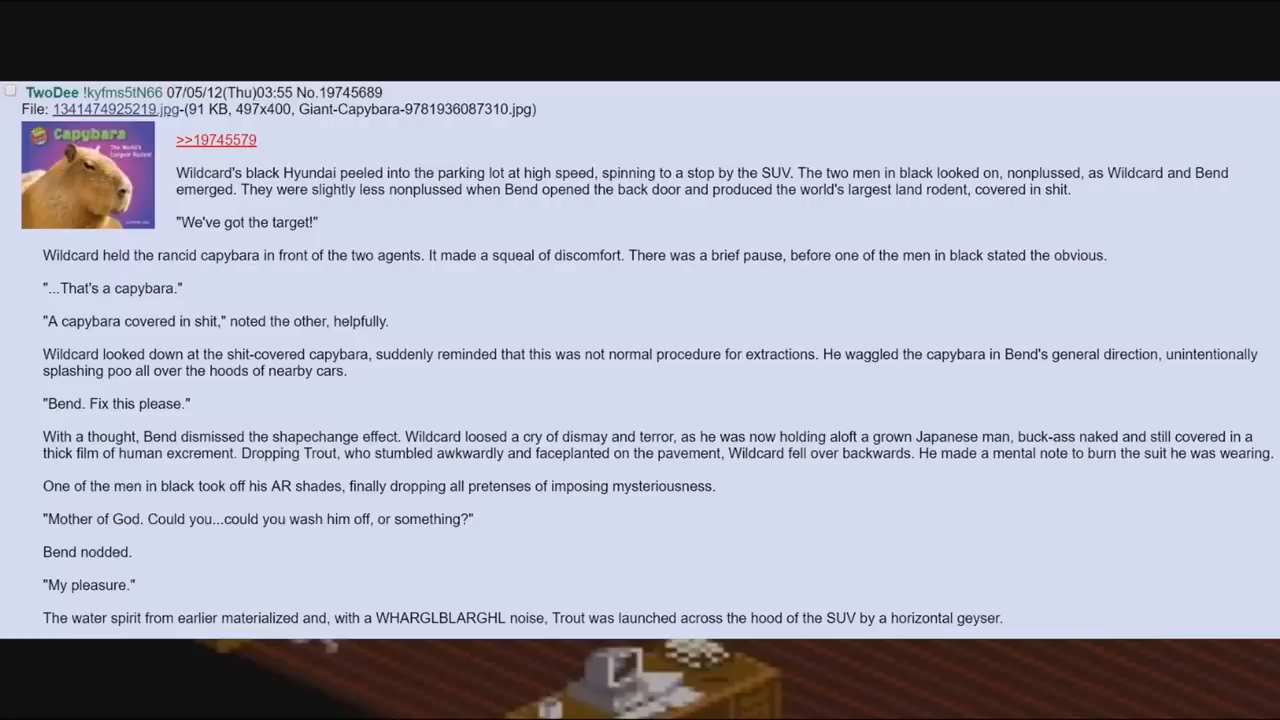 TwoDee !kyfms5tN66 07/05/12(Thu)03:55 No.19745689
File: 1341474925219.jpg-(91 KB, 497x400, Giant-Capybara-9781936087310.jpg)
Capybara
The World's
Largest Rodent
>>19745579
Wildcard's black Hyundai peeled into the parking lot at high speed, spinning to a stop by the SUV. The two men in black looked on, nonplussed, as Wildcard and Bend
emerged. They were slightly less nonplussed when Bend opened the back door and produced the world's largest land rodent, covered in shit.
"We've got the target!"
Wildcard held the rancid capybara in front of the two agents. It made a squeal of discomfort. There was a brief pause, before one of the men in black stated the obvious.
"...That's a capybara."
"A capybara covered in shit," noted the other, helpfully.
Wildcard looked down at the shit-covered capybara, suddenly reminded that this was not normal procedure for extractions. He waggled the capybara in Bend's general direction, unintentionally
splashing poo all over the hoods of nearby cars.
"Bend. Fix this please."
With a thought, Bend dismissed the shapechange effect. Wildcard loosed a cry of dismay and terror, as he was now holding aloft a grown Japanese man, buck-ass naked and still covered in a
thick film of human excrement. Dropping Trout, who stumbled awkwardly and faceplanted on the pavement, Wildcard fell over backwards. He made a mental note to burn the suit he was wearing.
One of the men in black took off his AR shades, finally dropping all pretenses of imposing mysteriousness.
"Mother of God. Could you...could you wash him off, or something?"
Bend nodded.
"My pleasure."
The water spirit from earlier materialized and, with a WHARGLBLARGHL noise, Trout was launched across the hood of the SUV by a horizontal geyser.